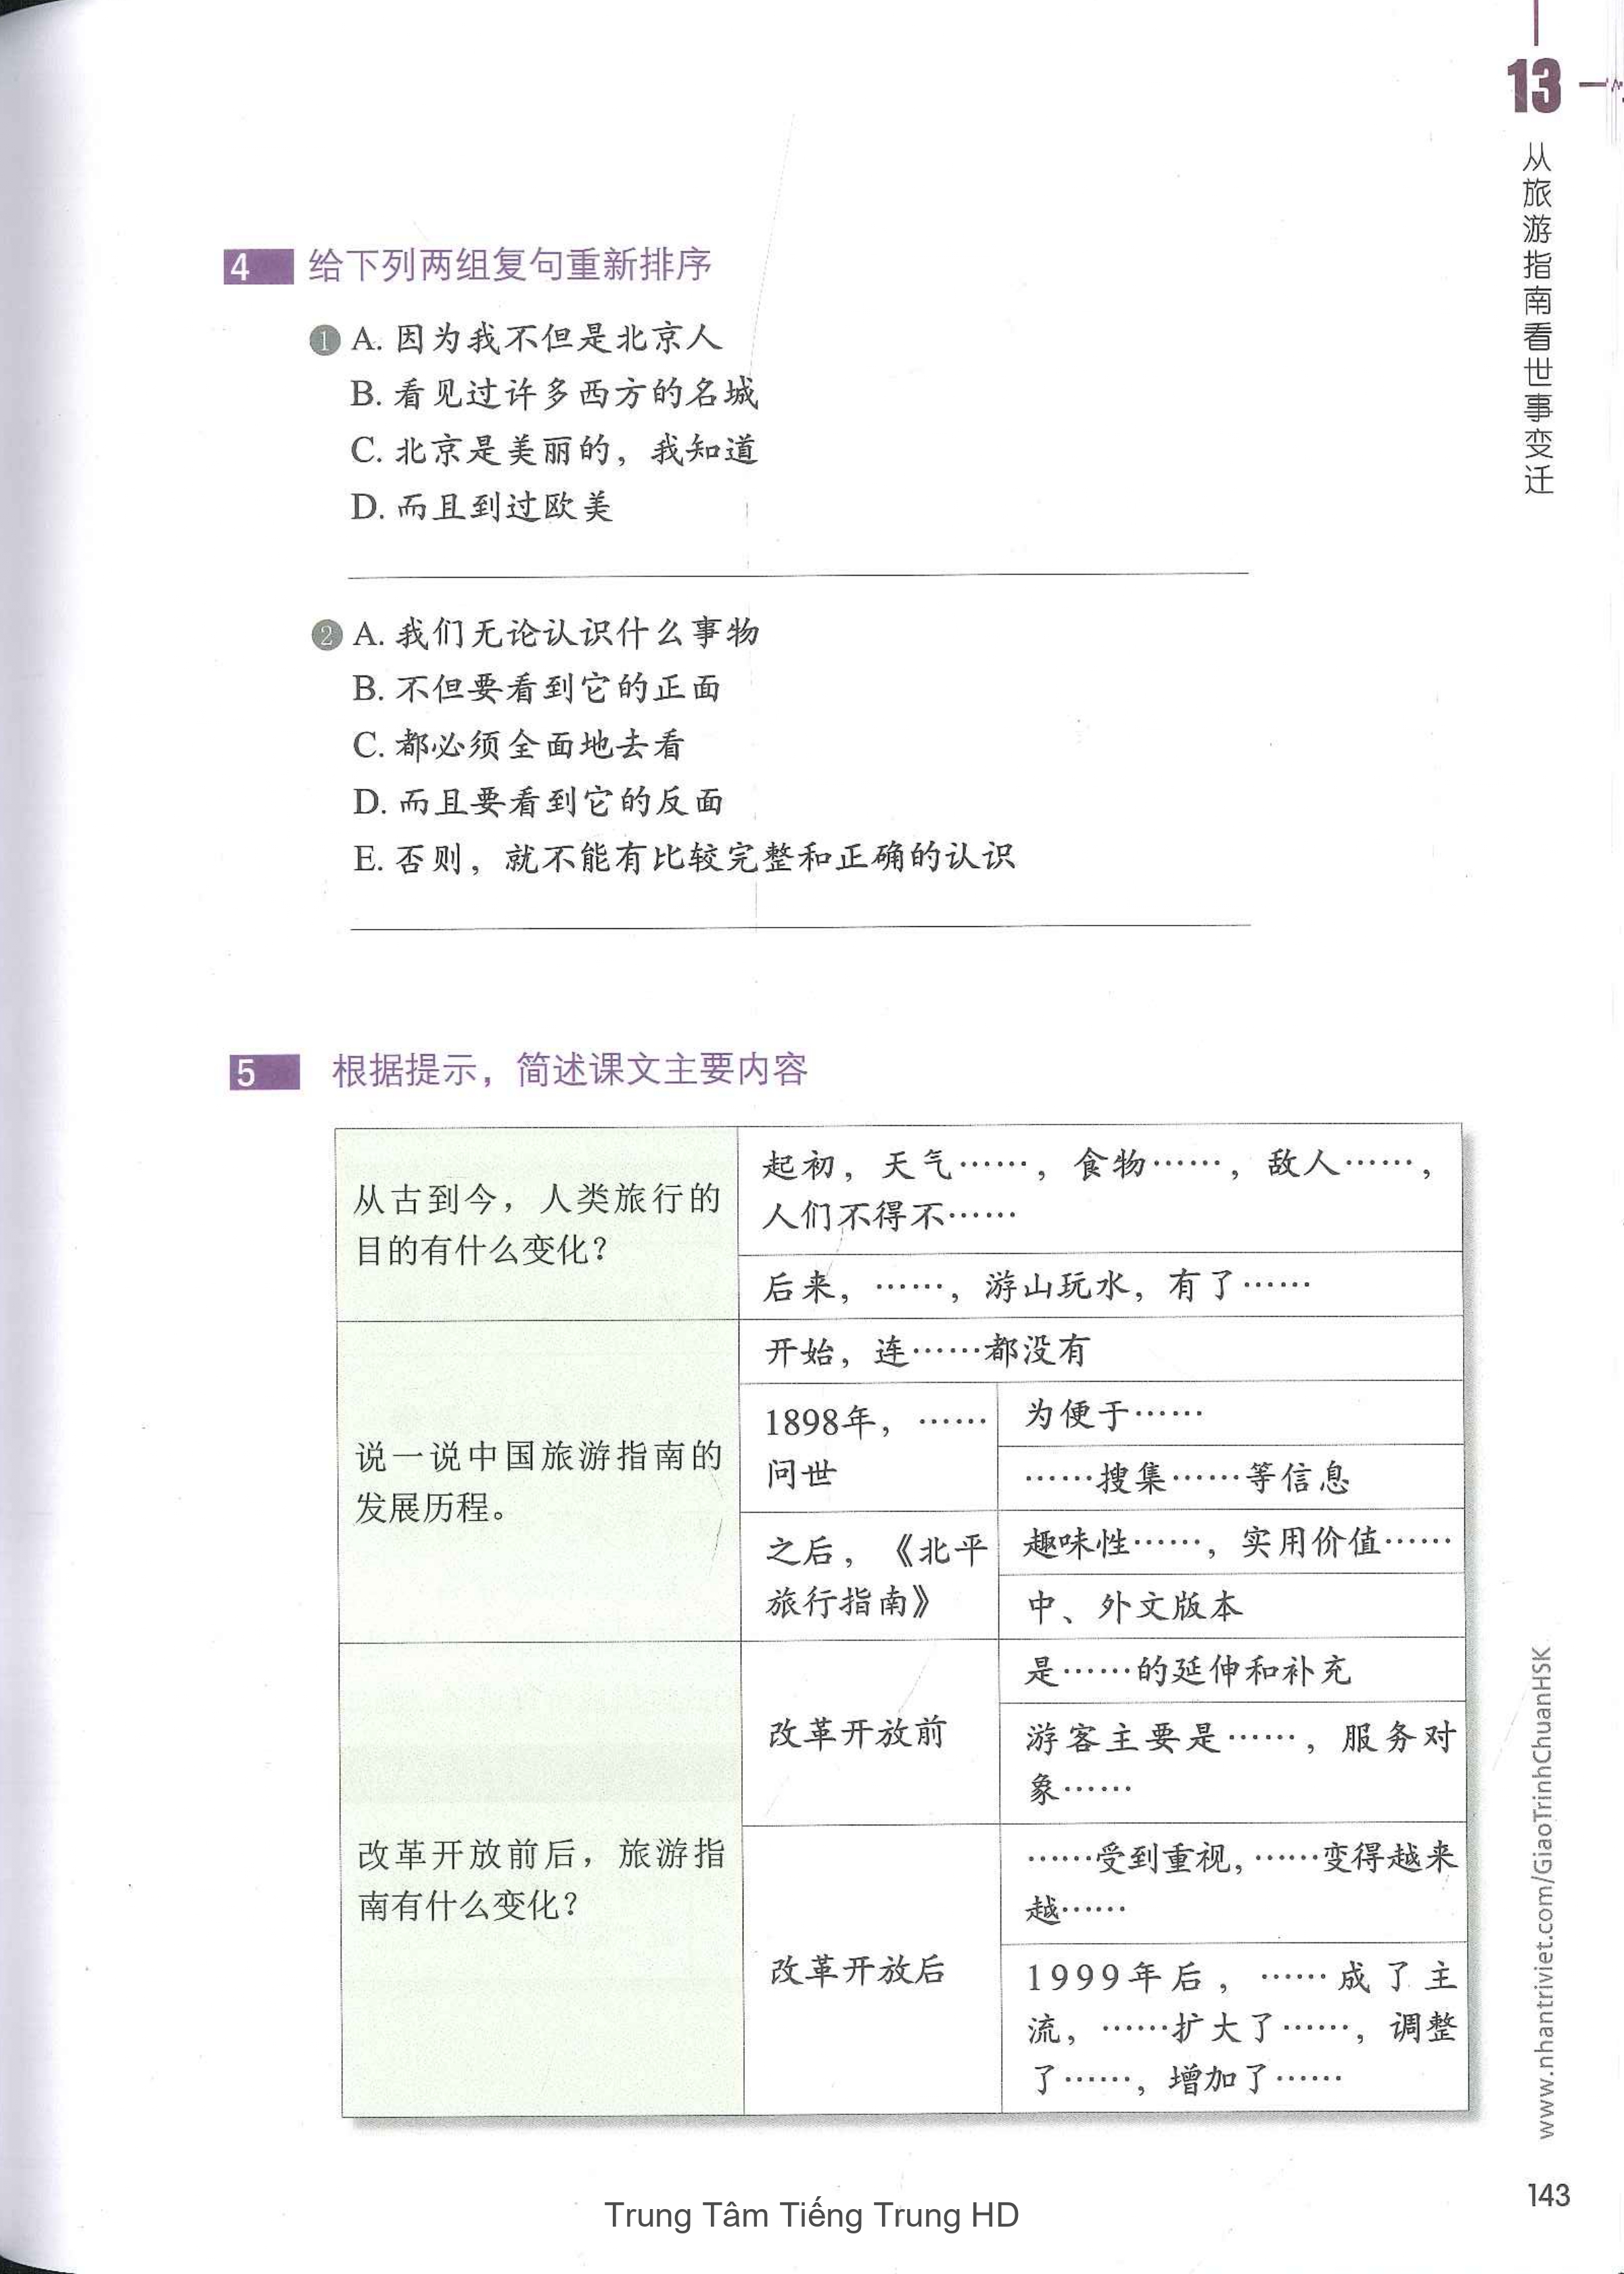 13
从旅游指南看世事变迁
4 给下列两组复句重新排序
1 A. 因为我不但是北京人
B. 看见过许多西方的名城
C. 北京是美丽的，我知道
D. 而且到过欧美
2 A. 我们无论认识什么事物
B. 不但要看到它的正面
C. 都必须全面地去看
D. 而且要看到它的反面
E. 否则，就不能有比较完整和正确的认识
5 根据提示，简述课文主要内容
从古到今，人类旅行的
目的有什么变化？
起初，天气……，食物……，敌人……，
人们不得不……
后来，……，游山玩水，有了……
说一说中国旅游指南的
发展历程。
开始，连……都没有
1898年，……
问世
为便于……
……搜集……等信息
之后，《北平
旅行指南》
趣味性……，实用价值……
中、外文版本
改革开放前后，旅游指
南有什么变化？
改革开放前
是……的延伸和补充
游客主要是……，服务对
象……
改革开放后
……受到重视，……变得越来
越……
1999年后，……成了主
流，……扩大了……，调整
了……，增加了……
www.nhantriviet.com/GiaoTrinhChuanHSK
143
Trung Tâm Tiếng Trung HD